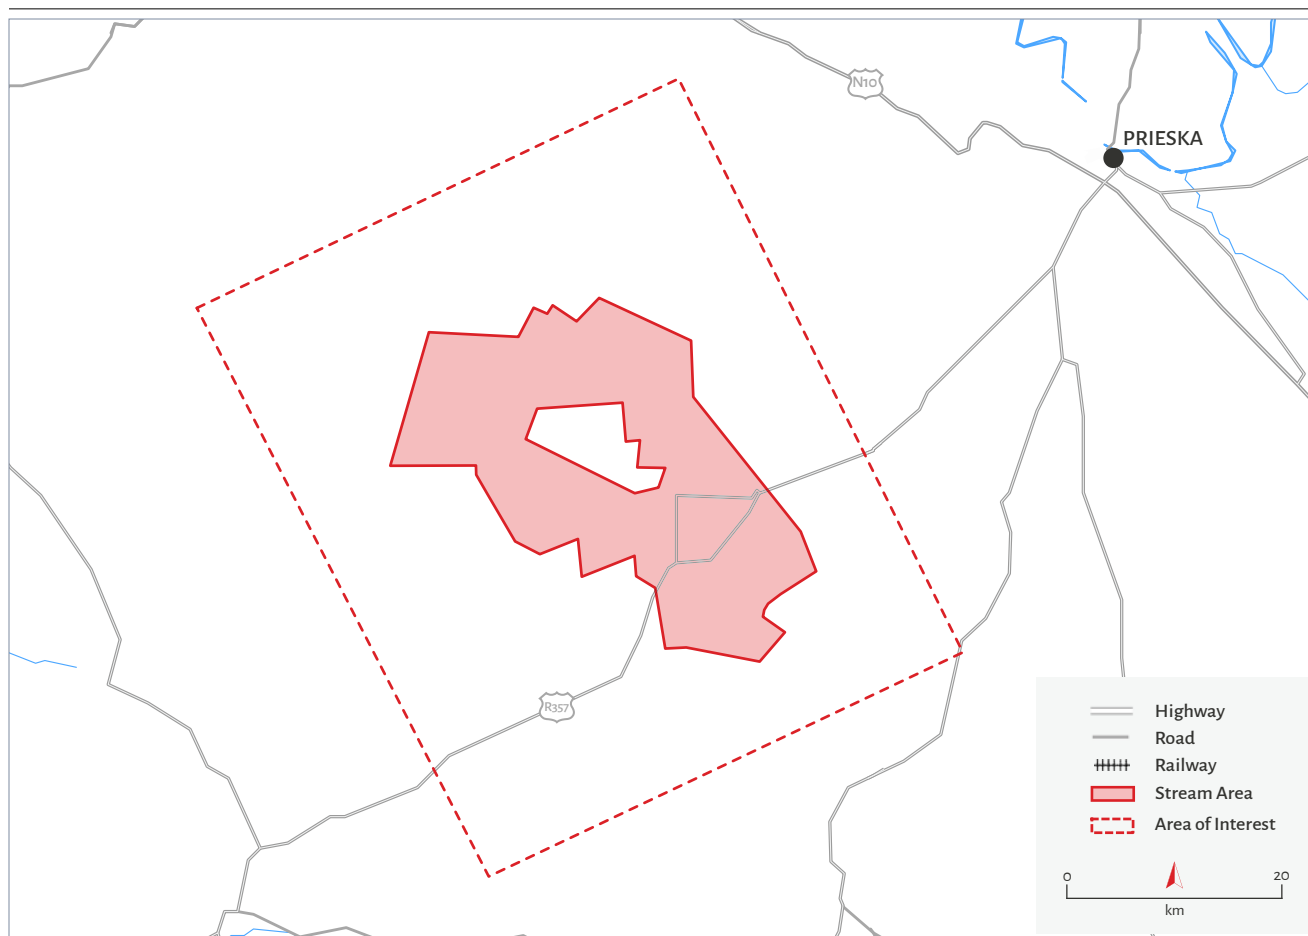 N10
PRIESKA
R357
Highway
Road
Railway
Stream Area
Area of Interest
0 20
km